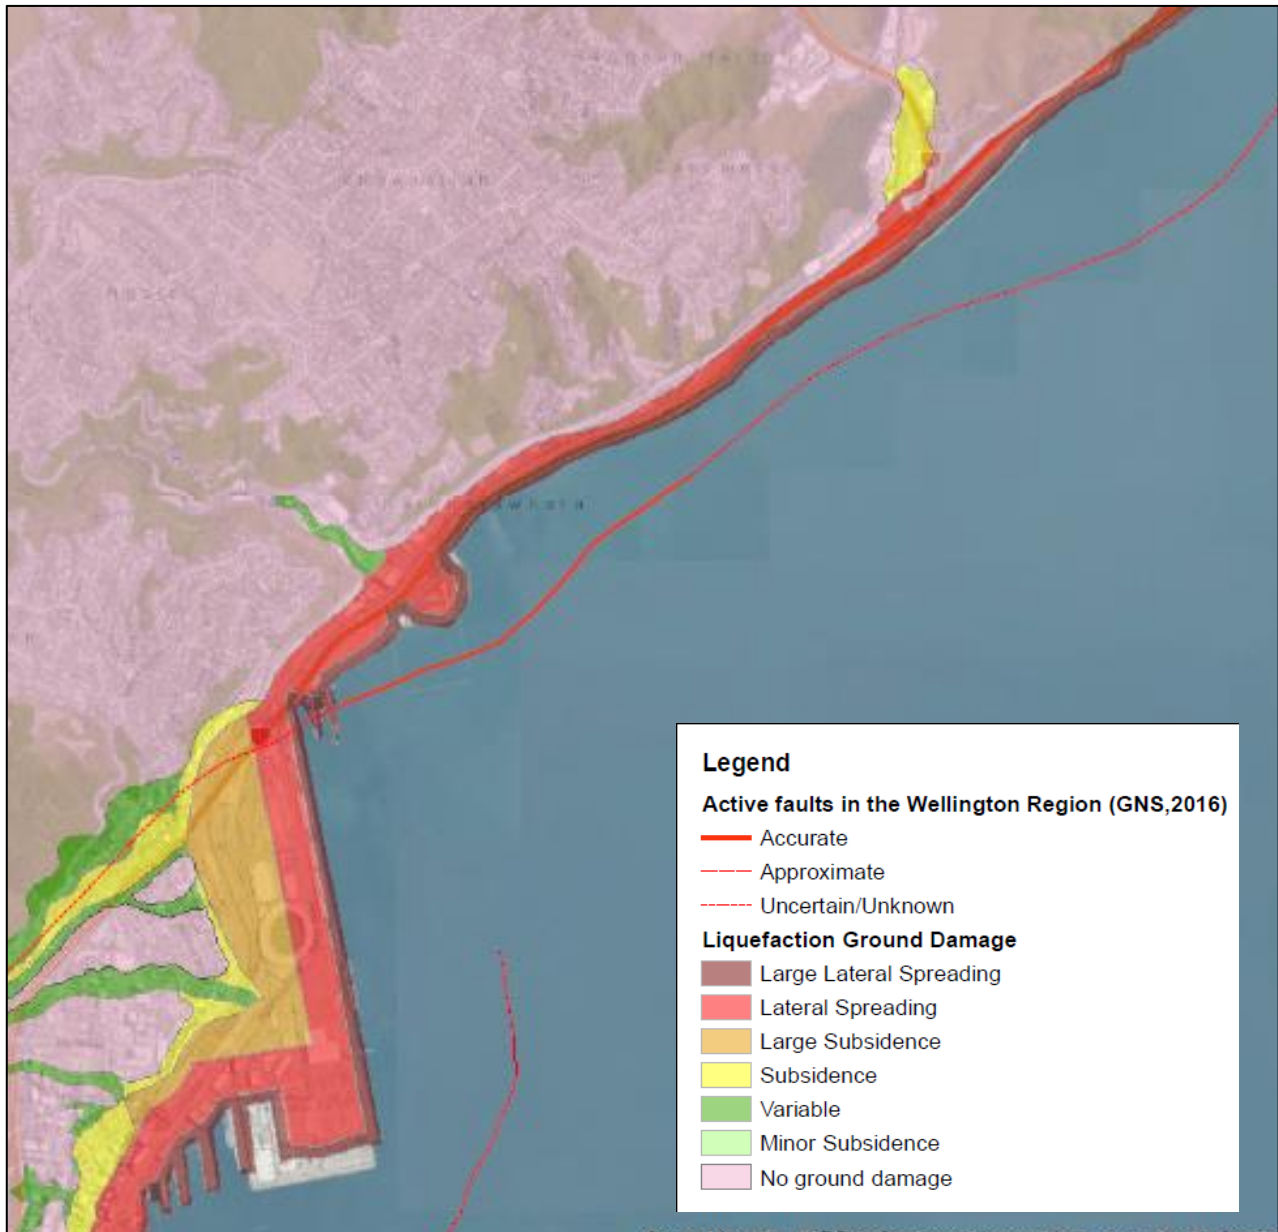 Legend
Active faults in the Wellington Region (GNS,2016)
Accurate
Approximate
Uncertain/Unknown
Liquefaction Ground Damage
Large Lateral Spreading
Lateral Spreading
Large Subsidence
Subsidence
Variable
Minor Subsidence
No ground damage